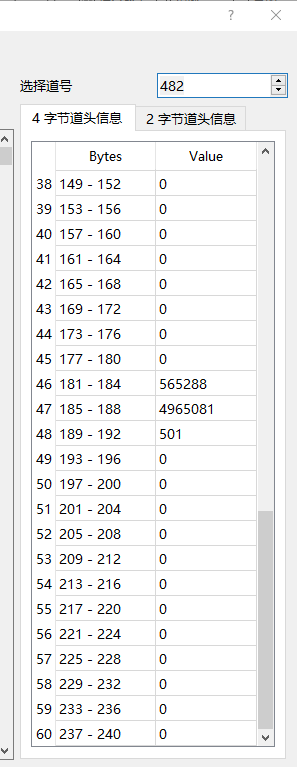 选择道号 482
4 字节道头信息 2 字节道头信息
Bytes Value
38 149 - 152 0
39 153 - 156 0
40 157 - 160 0
41 161 - 164 0
42 165 - 168 0
43 169 - 172 0
44 173 - 176 0
45 177 - 180 0
46 181 - 184 565288
47 185 - 188 4965081
48 189 - 192 501
49 193 - 196 0
50 197 - 200 0
51 201 - 204 0
52 205 - 208 0
53 209 - 212 0
54 213 - 216 0
55 217 - 220 0
56 221 - 224 0
57 225 - 228 0
58 229 - 232 0
59 233 - 236 0
60 237 - 240 0